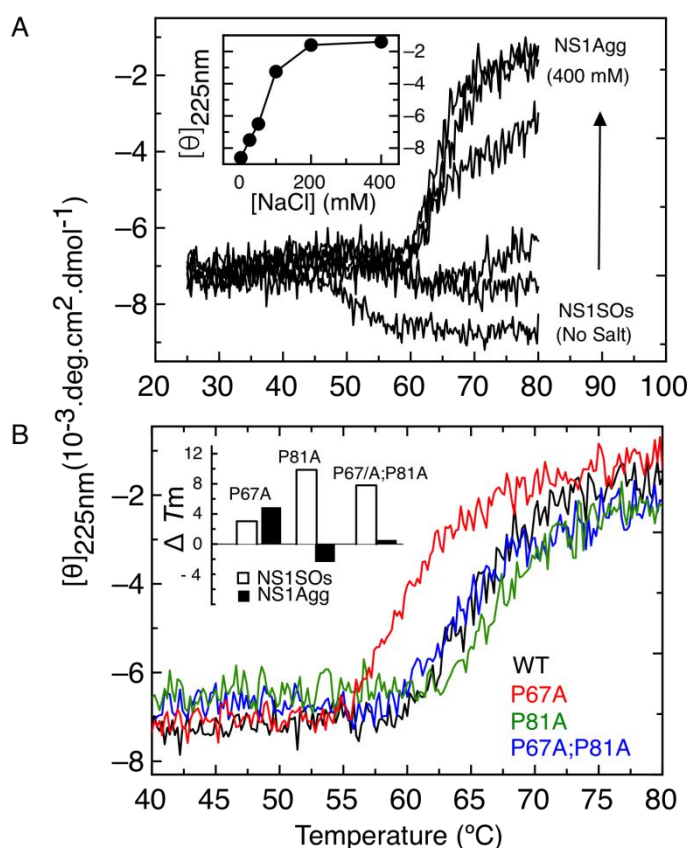 A
NS1Agg
(400 mM)
−2
−4
−6
−8
[θ]225nm
−2
−4
−6
−8
0 200 400
[NaCl] (mM)
NS1SOs
(No Salt)
20 30 40 50 60 70 80 90 100
[θ]225nm(10⁻³.deg.cm².dmol⁻¹)
B
−2
−4
−6
−8
12
8
4
0
- 4
Δ Tm
P67A
P81A
P67/A;P81A
NS1SOs
NS1Agg
WT
P67A
P81A
P67A;P81A
40 45 50 55 60 65 70 75 80
Temperature (ºC)